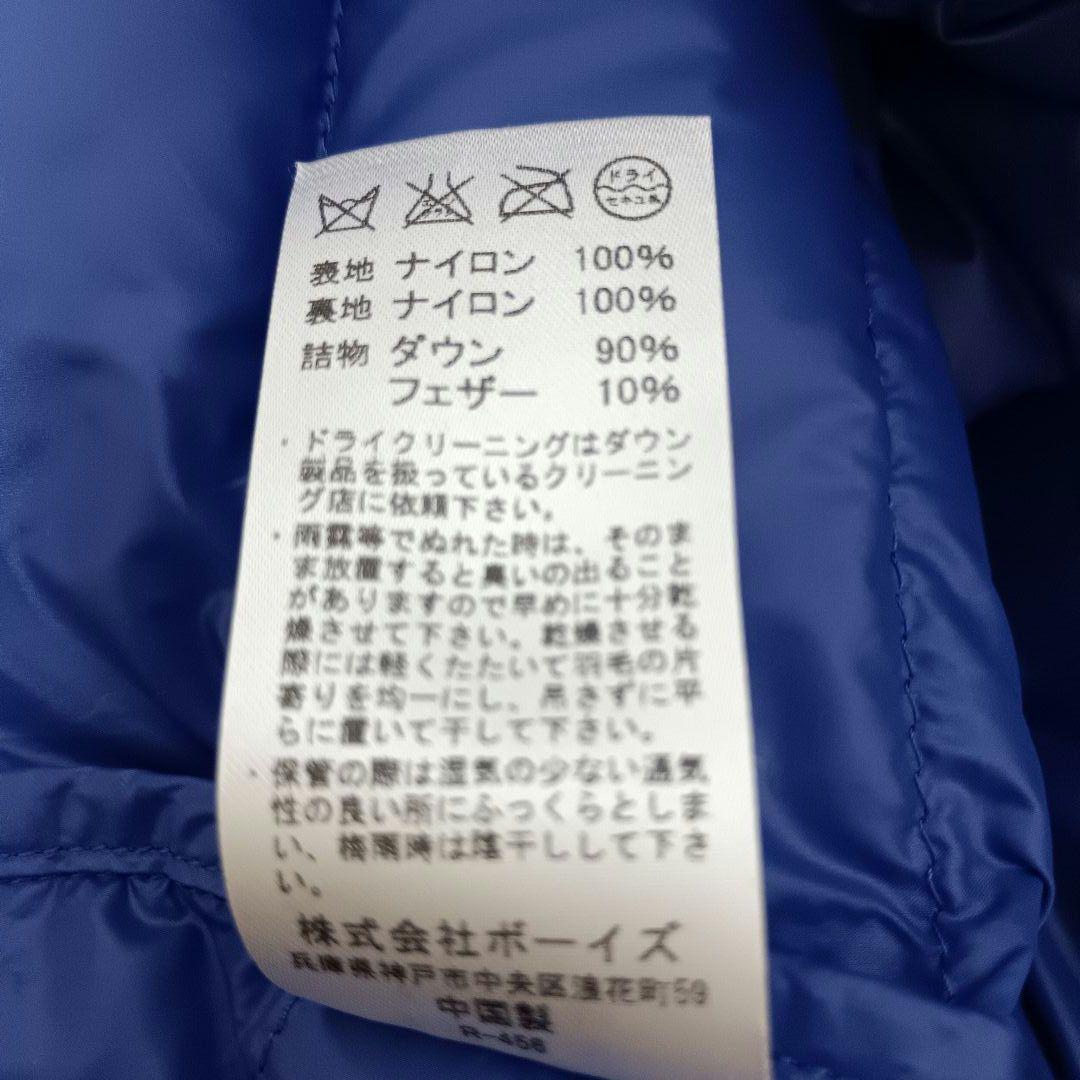 ドライ
セキユ系
表地 ナイロン 100%
裏地 ナイロン 100%
詰物 ダウン 90%
フェザー 10%
・ドライクリーニングはダウン
製品を扱っているクリーニン
グ店に依頼下さい。
・雨露等でぬれた時は、そのま
ま放置すると臭いの出ること
がありますので早めに十分乾
燥させて下さい。乾燥させる
際には軽くたたいて羽毛の片
寄りを均一にし、吊さずに平
らに置いて干して下さい。
・保管の際は湿気の少ない通気
性の良い所にふっくらとしま
い、梅雨時は陰干しして下さ
い。
株式会社ボーイズ
兵庫県神戸市中央区浪花町59
中国製
R-456